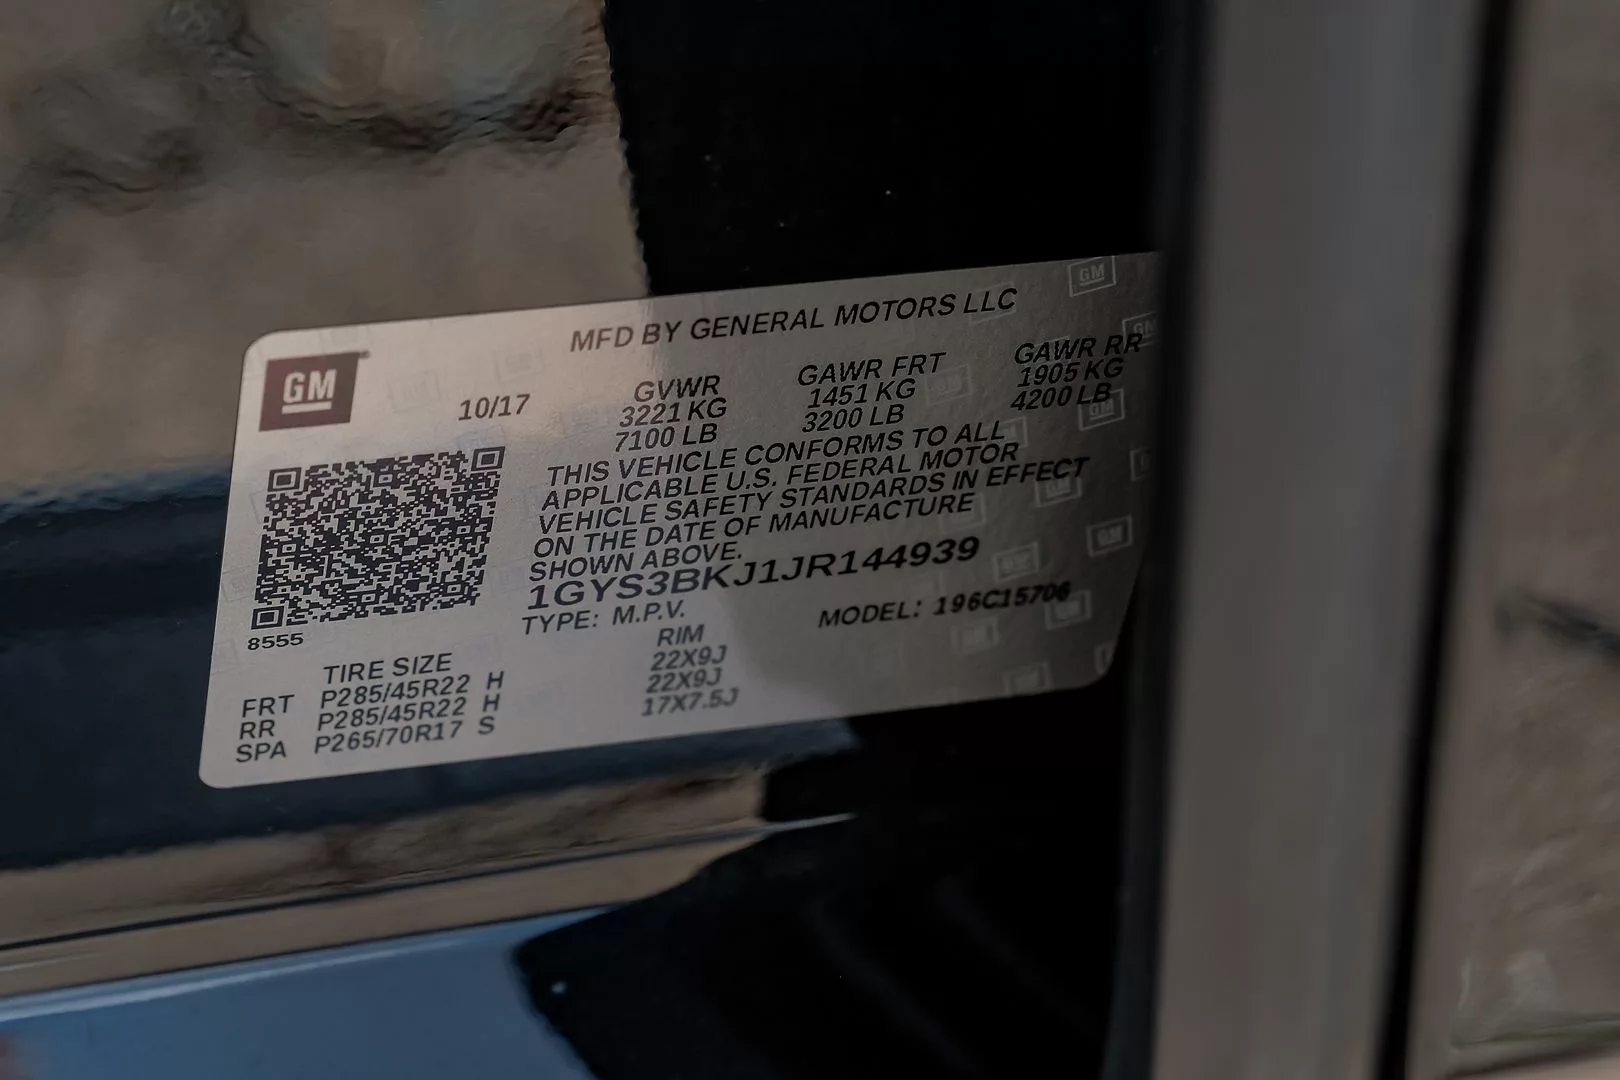 MFD BY GENERAL MOTORS LLC
GM
10/17
GVWR
3221 KG
7100 LB
GAWR FRT
1451 KG
3200 LB
GAWR RR
1905 KG
4200 LB
THIS VEHICLE CONFORMS TO ALL
APPLICABLE U.S. FEDERAL MOTOR
VEHICLE SAFETY STANDARDS IN EFFECT
ON THE DATE OF MANUFACTURE
SHOWN ABOVE.
1GYS3BKJ1JR144939
TYPE: M.P.V.
MODEL: 196C15706
8555
TIRE SIZE RIM
FRT P285/45R22 H 22X9J
RR P285/45R22 H 22X9J
SPA P265/70R17 S 17X7.5J